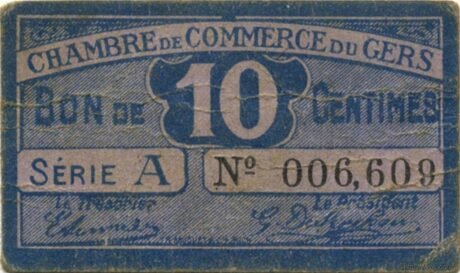 CHAMBRE DE COMMERCE DU GERS
BON DE 10 CENTIMES
SÉRIE A Nº 006,609
Le Trésorier Le Président